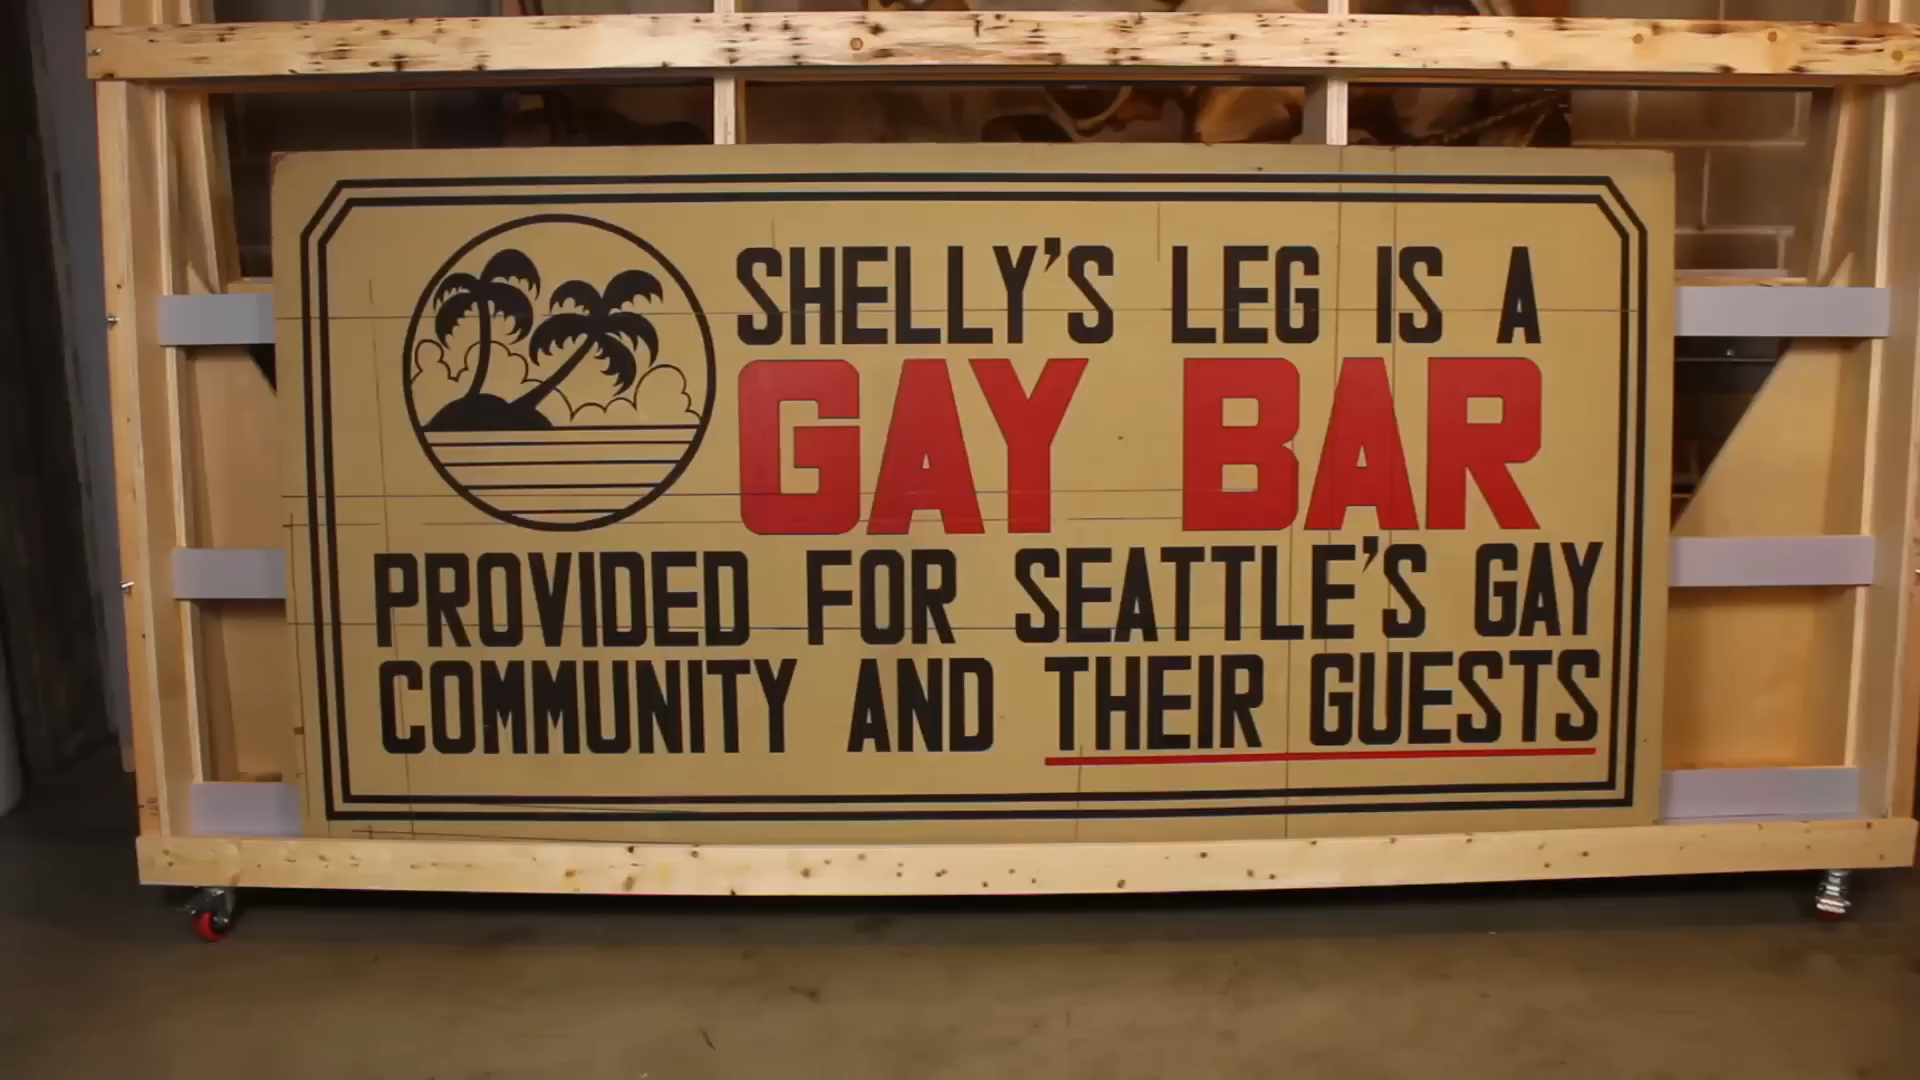 SHELLY'S LEG IS A
GAY BAR
PROVIDED FOR SEATTLE'S GAY
COMMUNITY AND THEIR GUESTS